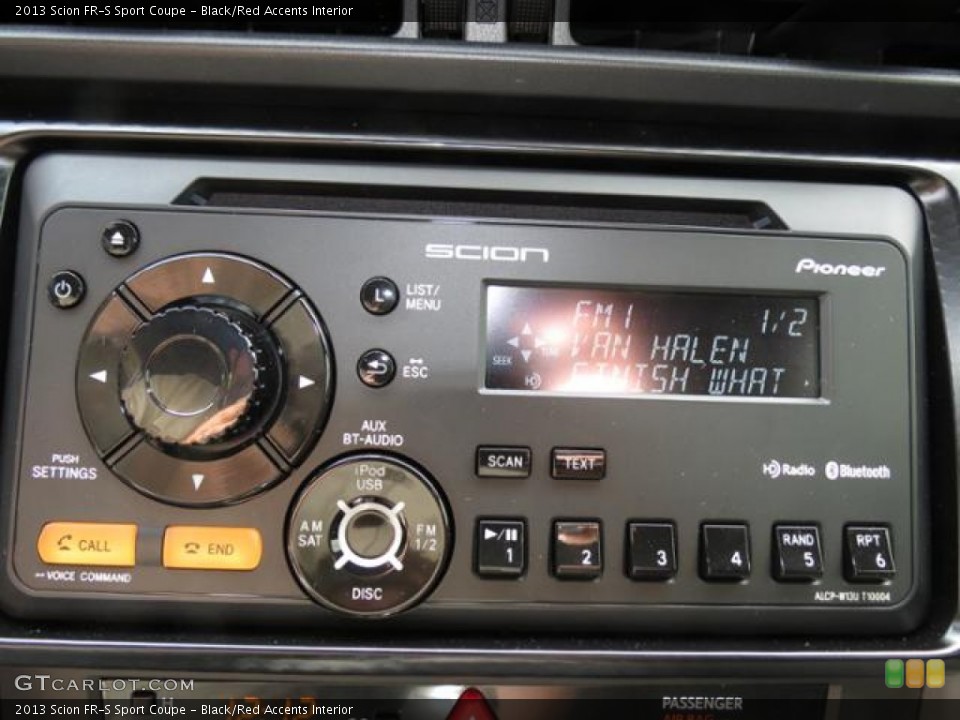 2013 Scion FR-S Sport Coupe - Black/Red Accents Interior
SCION
Pioneer
LIST/
MENU
L
FM1 1/2
VAN HALEN
FINISH WHAT
SEEK
ESC
AUX
BT-AUDIO
iPod
USB
AM
SAT
FM
1/2
DISC
PUSH
SETTINGS
SCAN
TEXT
HD Radio
Bluetooth
CALL
END
VOICE COMMAND
1
2
3
4
RAND
5
RPT
6
ALCP-W13U T10004
GTCARLOT.COM
PASSENGER
AIR BAG
2013 Scion FR-S Sport Coupe - Black/Red Accents Interior